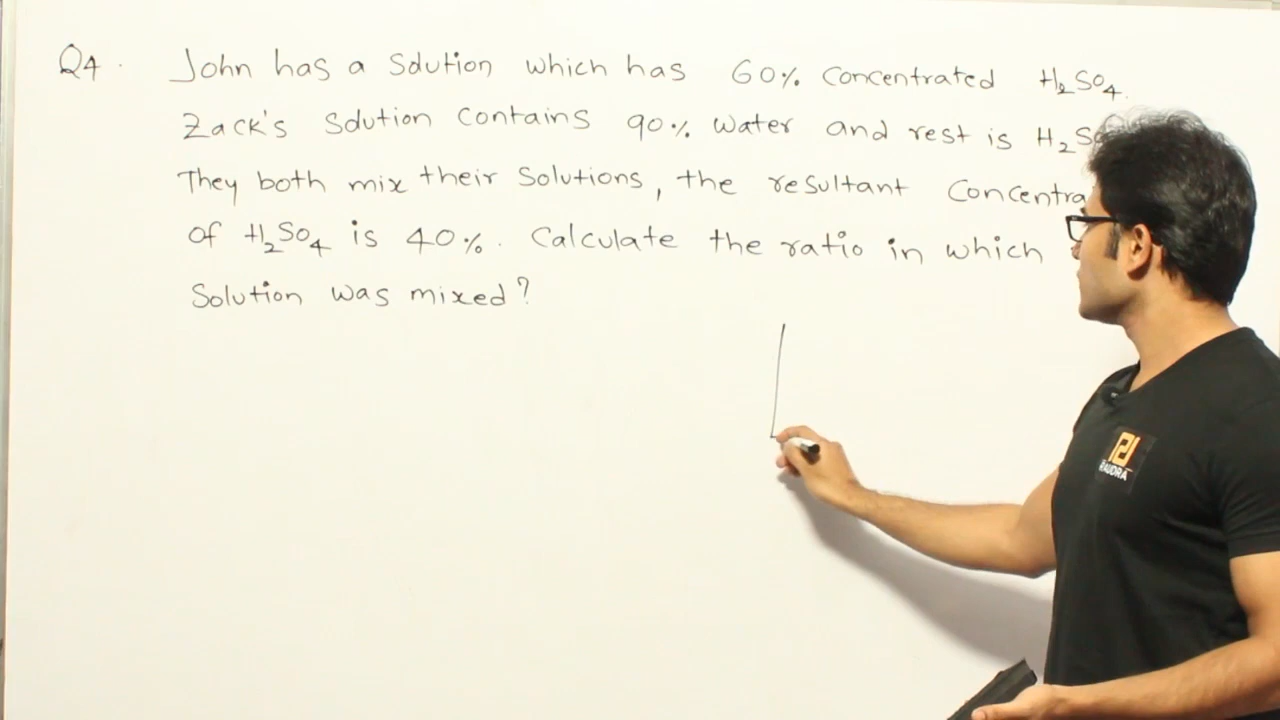 Q4. John has a Solution which has 60% Concentrated H₂SO₄.
Zack's Solution Contains 90% Water and rest is
They both mix their Solutions, the resultant
of H₂SO₄ is 40%. Calculate the ratio in which
Solution was mixed?
RAUDRA